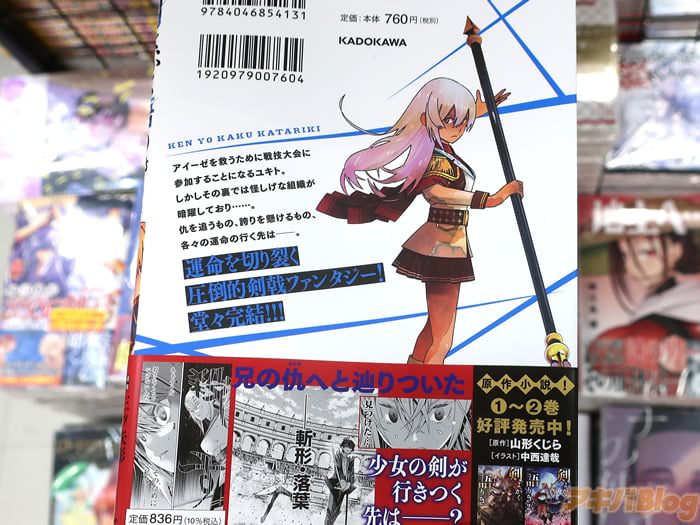 9784046854131
定価：本体 760円（税別）
KADOKAWA
1920979007604
KEN YO KAKU KATARIKI
アイーゼを救うために戦技大会に
参加することになるユキト。
しかしその裏では怪しげな組織が
暗躍しており……。
仇を追うもの、誇りを懸けるもの、
各々の運命の行く先は――。
運命を切り裂く
圧倒的剣戟ファンタジー！
堂々完結!!!
兄の仇へと辿りついた
斬形・落葉
見つけた…
少女の剣が
行きつく
先は――？
原作小説！
1～2巻
好評発売中！
［原作］山形くじら
［イラスト］中西達哉
定価836円（10％税込）
アキバBlog